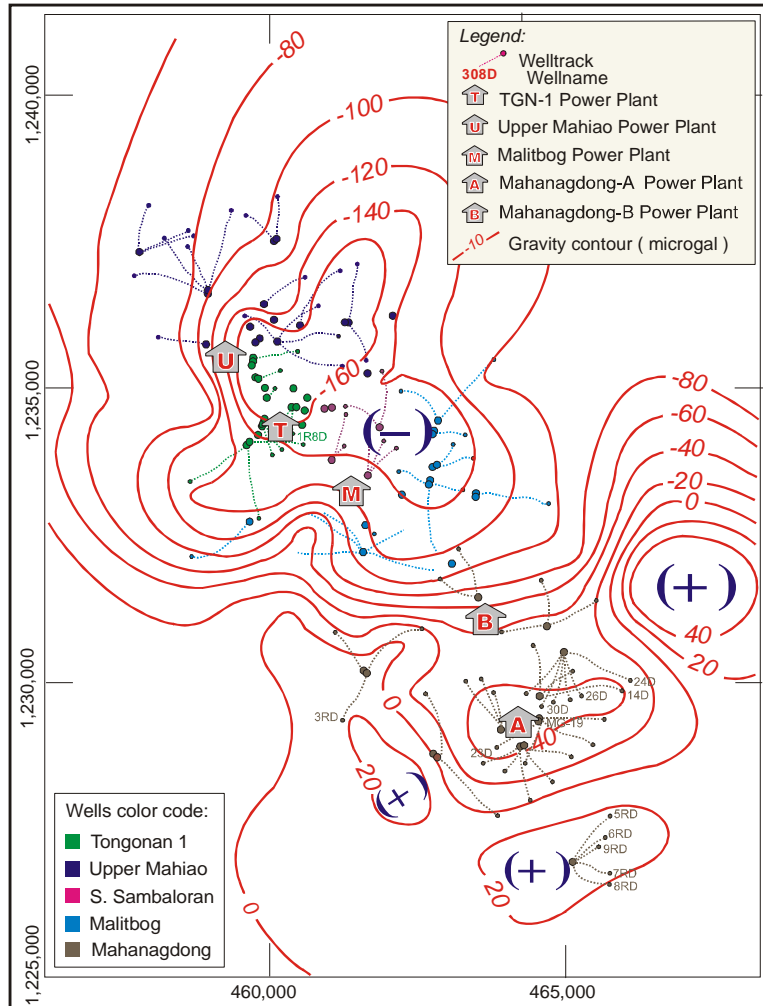 Legend:
Welltrack
308D Wellname
T TGN-1 Power Plant
U Upper Mahiao Power Plant
M Malitbog Power Plant
A Mahanagdong-A Power Plant
B Mahanagdong-B Power Plant
-10 Gravity contour ( microgal )
1,240,000
1,235,000
1,230,000
1,225,000
460,000
465,000
-80
-100
-120
-140
-160
-80
-60
-40
-20
0
40
20
0
20
40
20
0
(-)
(+)
(+)
(+)
U
T
1R8D
M
B
A
3RD
24D
14D
26D
30D
MG-19
23D
5RD
6RD
9RD
7RD
8RD
Wells color code:
Tongonan 1
Upper Mahiao
S. Sambaloran
Malitbog
Mahanagdong